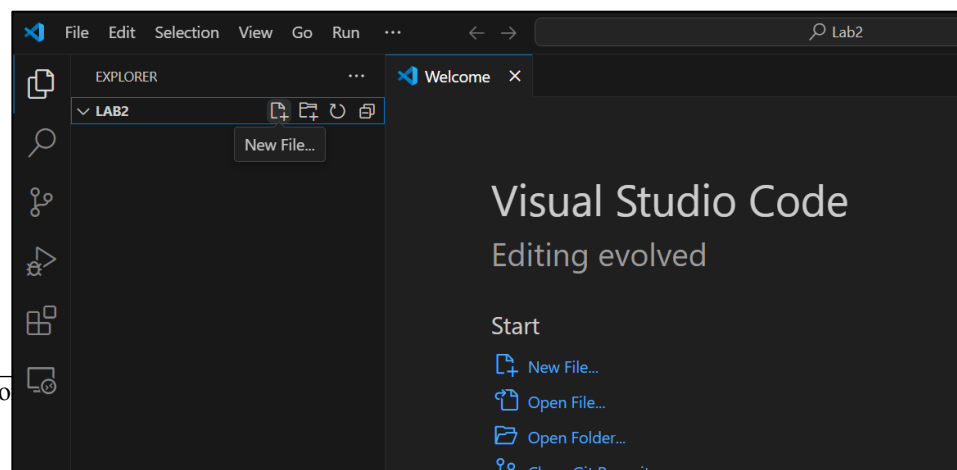 File Edit Selection View Go Run ··· Lab2
EXPLORER ··· Welcome
LAB2
New File...
Visual Studio Code
Editing evolved
Start
New File...
Open File...
Open Folder...